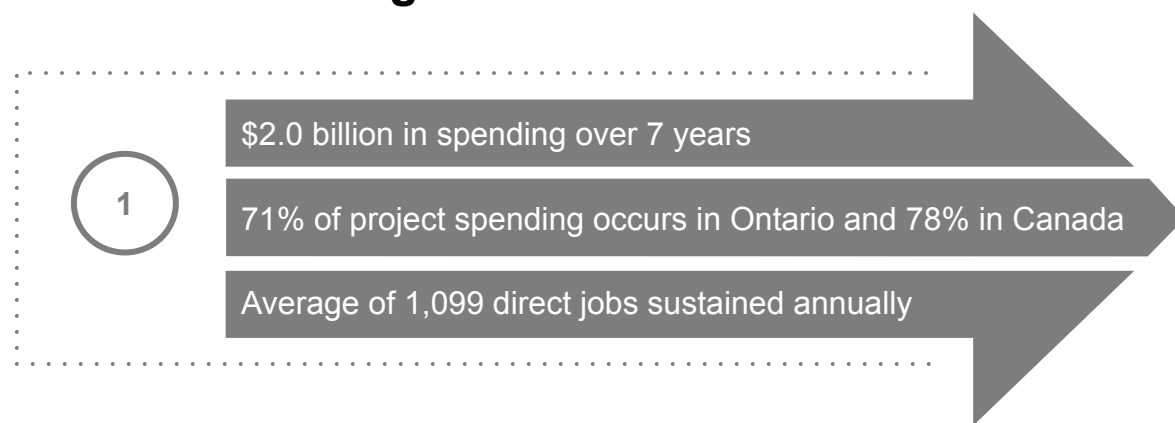 1
$2.0 billion in spending over 7 years
71% of project spending occurs in Ontario and 78% in Canada
Average of 1,099 direct jobs sustained annually